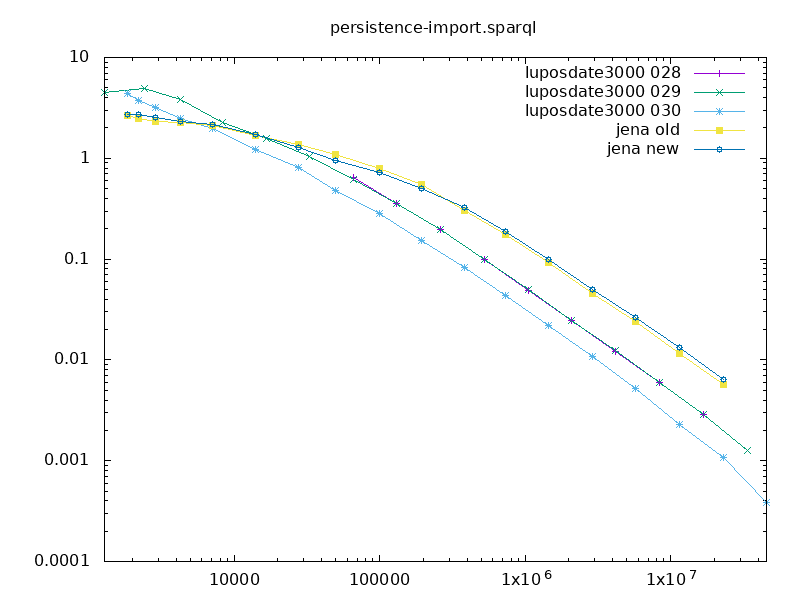 persistence-import.sparql
10
1
0.1
0.01
0.001
0.0001
luposdate3000 028
luposdate3000 029
luposdate3000 030
jena old
jena new
10000 100000 1x10^6 1x10^7